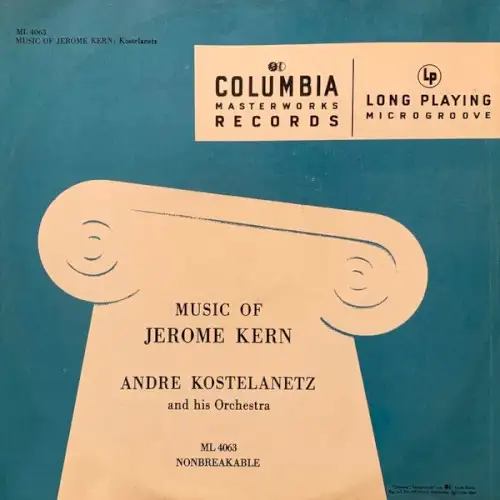 ML 4063
MUSIC OF JEROME KERN: Kostelanetz
COLUMBIA
MASTERWORKS
RECORDS
Lp
LONG PLAYING
MICROGROOVE
MUSIC OF
JEROME KERN
ANDRE KOSTELANETZ
and his Orchestra
ML 4063
NONBREAKABLE